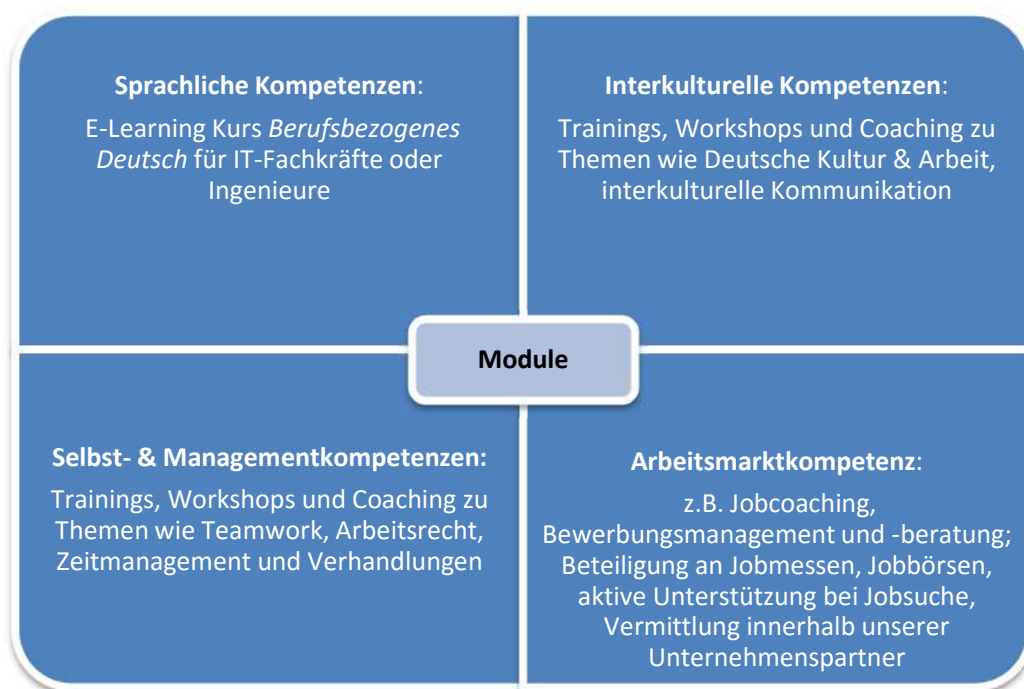 Sprachliche Kompetenzen:
E-Learning Kurs Berufsbezogenes
Deutsch für IT-Fachkräfte oder
Ingenieure
Interkulturelle Kompetenzen:
Trainings, Workshops und Coaching zu
Themen wie Deutsche Kultur & Arbeit,
interkulturelle Kommunikation
Module
Selbst- & Managementkompetenzen:
Trainings, Workshops und Coaching zu
Themen wie Teamwork, Arbeitsrecht,
Zeitmanagement und Verhandlungen
Arbeitsmarktkompetenz:
z.B. Jobcoaching,
Bewerbungsmanagement und -beratung;
Beteiligung an Jobmessen, Jobbörsen,
aktive Unterstützung bei Jobsuche,
Vermittlung innerhalb unserer
Unternehmenspartner